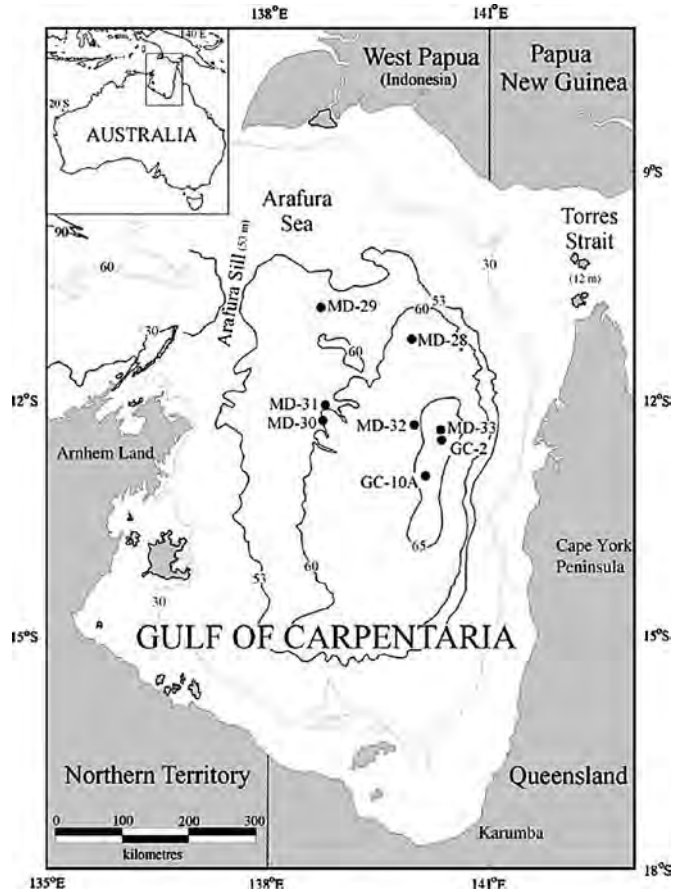 138°E
141°E
140 E
20 S
AUSTRALIA
West Papua
(Indonesia)
Papua
New Guinea
9°S
Arafura
Sea
Torres
Strait
(12 m)
90
60
30
Arafura Sill (53 m)
30
53
60
MD-29
MD-28
60
12°S
12°S
MD-31
MD-30
MD-32
MD-33
GC-2
Arnhem Land
GC-10A
Cape York
Peninsula
65
53
60
30
15°S
15°S
GULF OF CARPENTARIA
Northern Territory
Queensland
0 100 200 300
kilometres
Karumba
18°S
135°E
138°E
141°E